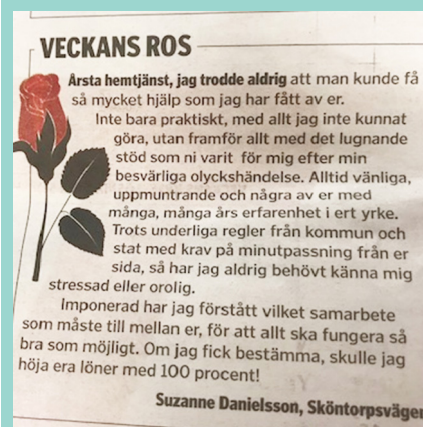 VECKANS ROS
Årsta hemtjänst, jag trodde aldrig att man kunde få
så mycket hjälp som jag har fått av er.
Inte bara praktiskt, med allt jag inte kunnat
göra, utan framför allt med det lugnande
stöd som ni varit för mig efter min
besvärliga olyckshändelse. Alltid vänliga,
uppmuntrande och några av er med
många, många års erfarenhet i ert yrke.
Trots underliga regler från kommun och
stat med krav på minutpassning från er
sida, så har jag aldrig behövt känna mig
stressad eller orolig.
Imponerad har jag förstått vilket samarbete
som måste till mellan er, för att allt ska fungera så
bra som möjligt. Om jag fick bestämma, skulle jag
höja era löner med 100 procent!
Suzanne Danielsson, Sköntorpsvägen